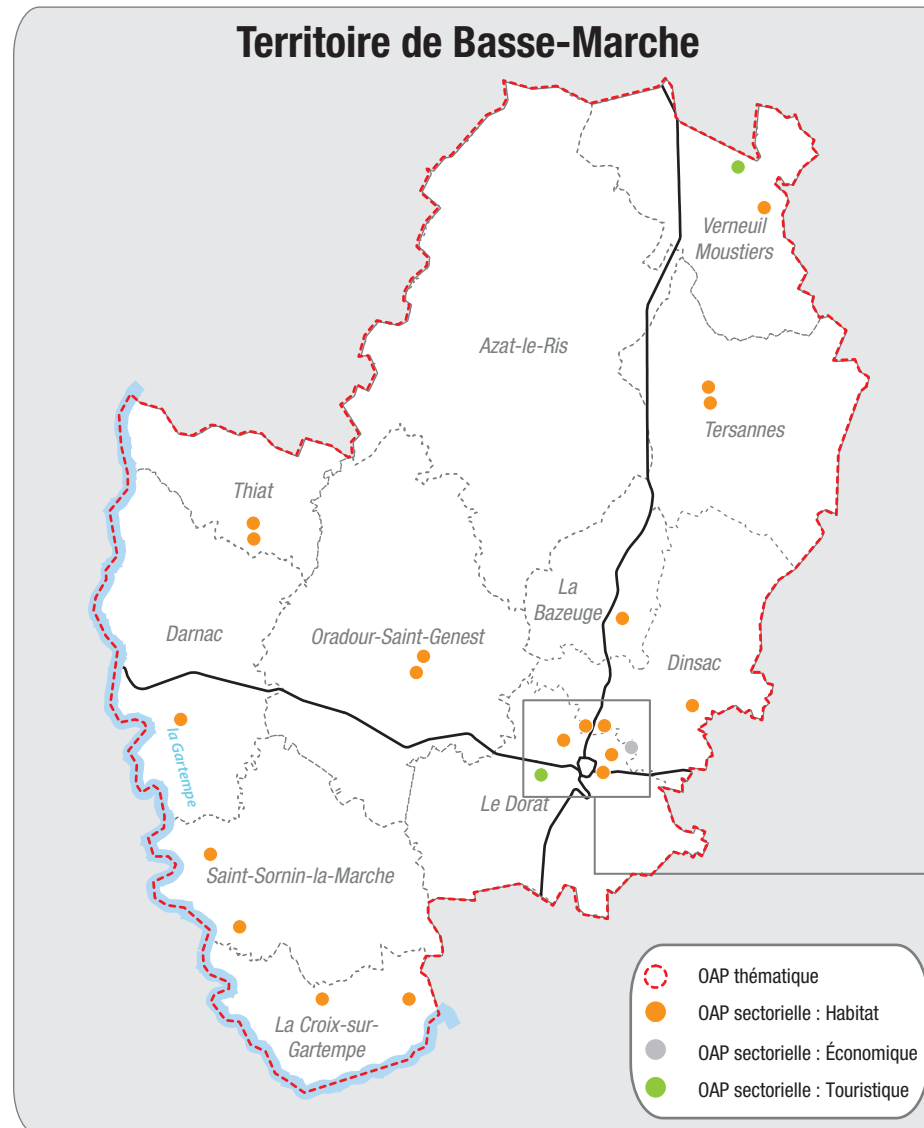 Territoire de Basse-Marche
Verneuil
Moustiers
Azat-le-Ris
Tersannes
Thiat
La
Bazeuge
Darnac
Oradour-Saint-Genest
Dinsac
la Gartempe
Le Dorat
Saint-Sornin-la-Marche
La Croix-sur-
Gartempe
OAP thématique
OAP sectorielle : Habitat
OAP sectorielle : Économique
OAP sectorielle : Touristique